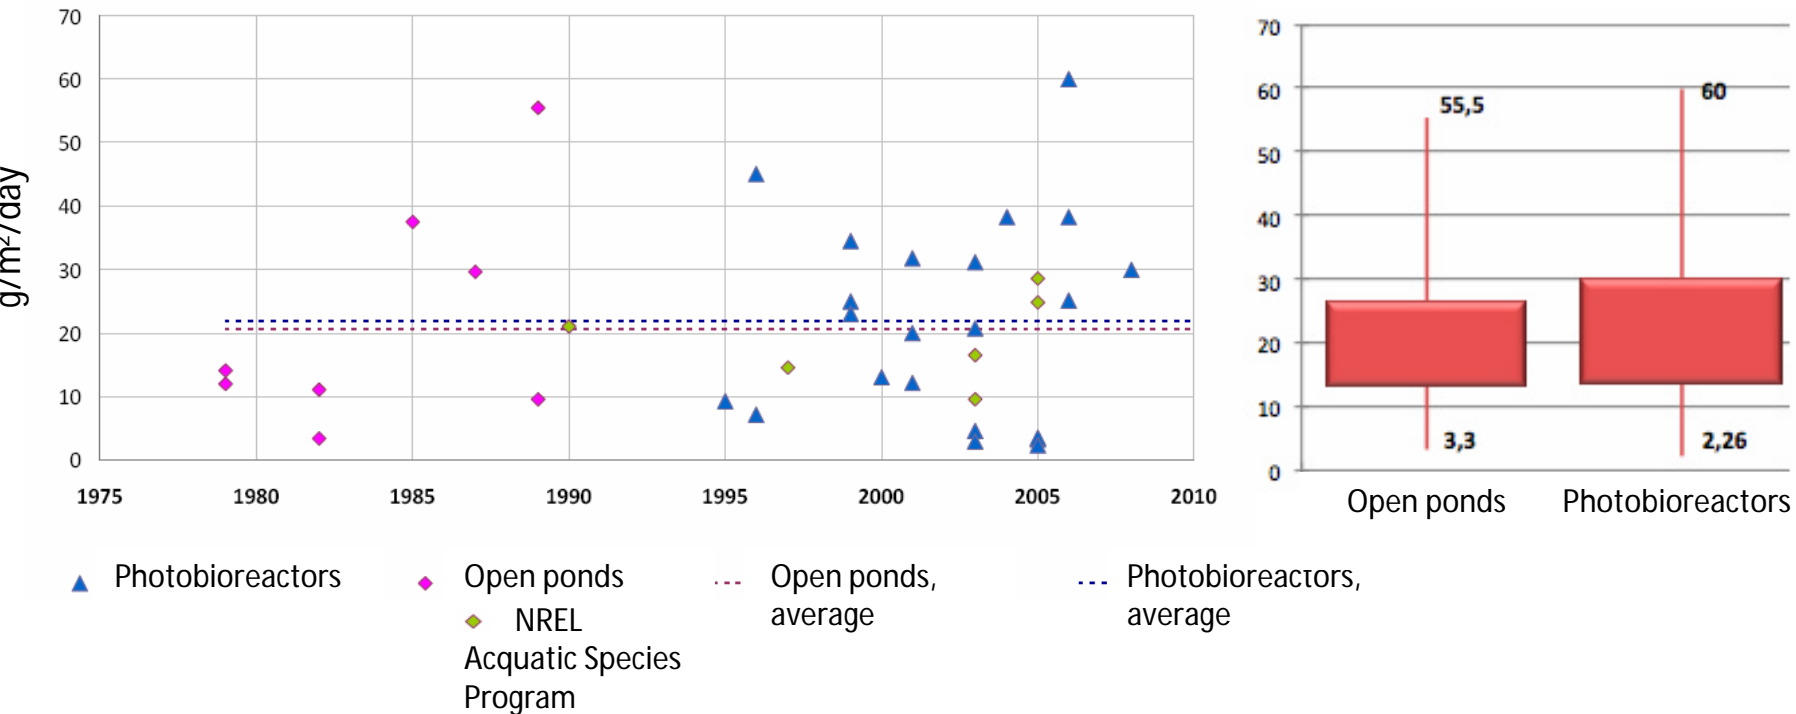 g/m²/day
70
60
50
40
30
20
10
0
1975 1980 1985 1990 1995 2000 2005 2010
70
60
50
40
30
20
10
0
55,5
60
3,3
2,26
Open ponds Photobioreactors
Photobioreactors
Open ponds
NREL
Acquatic Species
Program
Open ponds,
average
Photobioreactors,
average